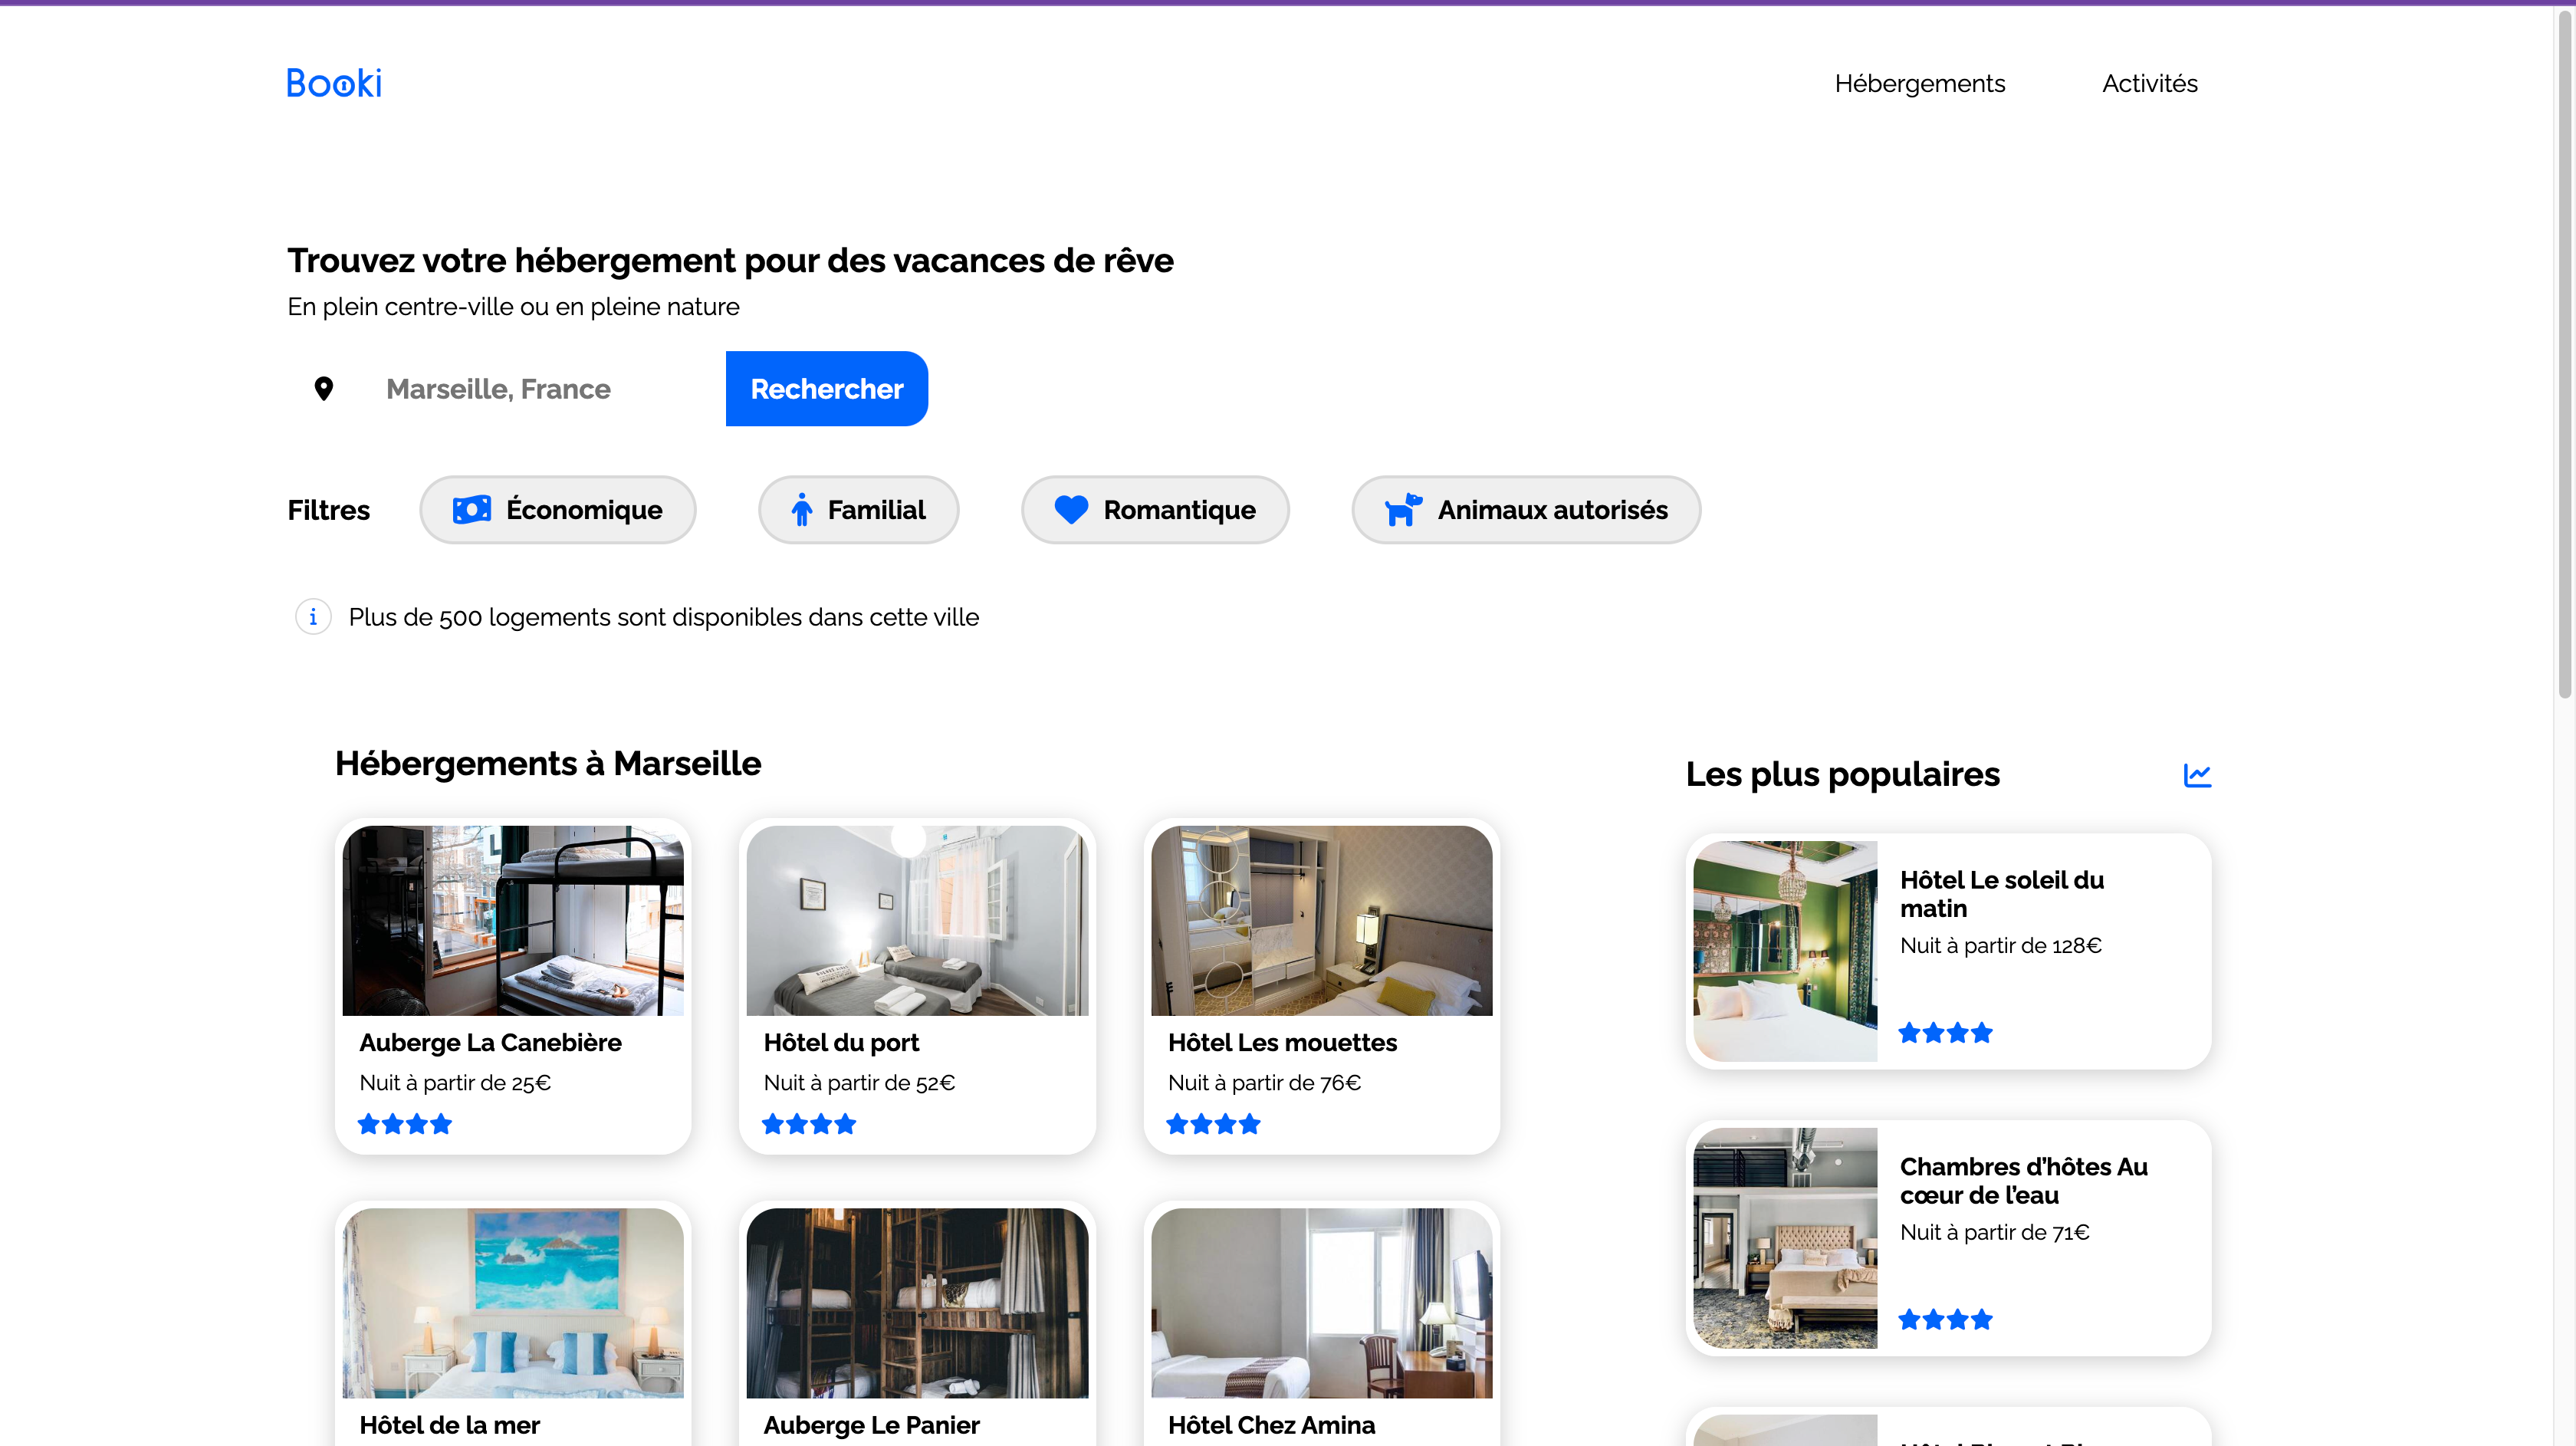 Booki
Hébergements
Activités
Trouvez votre hébergement pour des vacances de rêve
En plein centre-ville ou en pleine nature
Marseille, France
Rechercher
Filtres
Économique
Familial
Romantique
Animaux autorisés
Plus de 500 logements sont disponibles dans cette ville
Hébergements à Marseille
Auberge La Canebière
Nuit à partir de 25€
Hôtel du port
Nuit à partir de 52€
Hôtel Les mouettes
Nuit à partir de 76€
Hôtel de la mer
Auberge Le Panier
Hôtel Chez Amina
Les plus populaires
Hôtel Le soleil du
matin
Nuit à partir de 128€
Chambres d'hôtes Au
cœur de l'eau
Nuit à partir de 71€